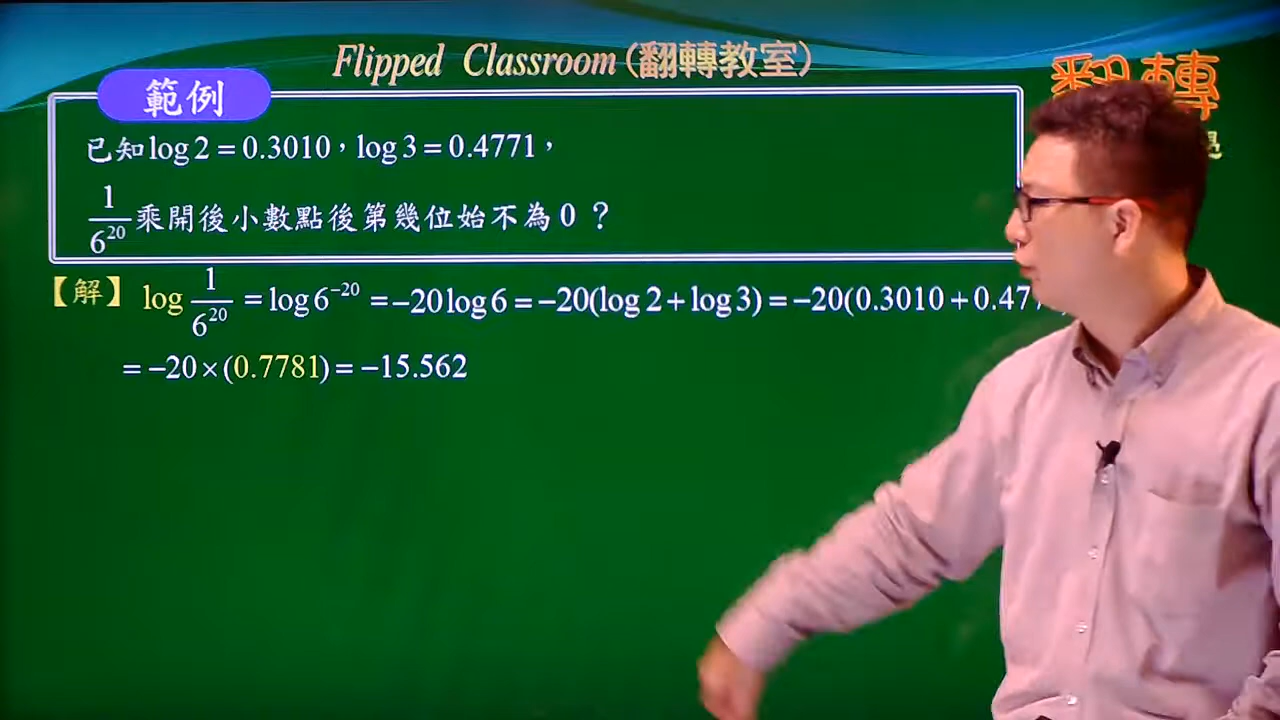 Flipped Classroom(翻轉教室)
翻轉
範例
已知 log 2 = 0.3010，log 3 = 0.4771，
1/6^20 乘開後小數點後第幾位始不為 0 ？
【解】 log 1/6^20 = log 6^-20 = -20 log 6 = -20(log 2 + log 3) = -20(0.3010 + 0.47
= -20 × (0.7781) = -15.562